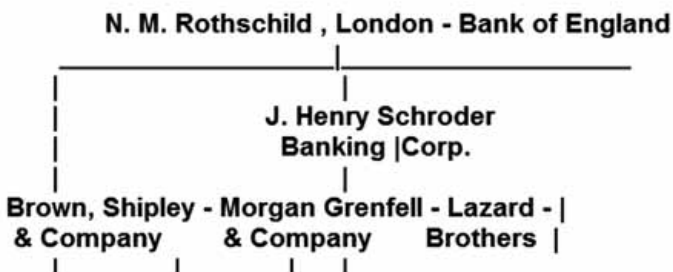 N. M. Rothschild , London - Bank of England
J. Henry Schroder
Banking |Corp.
Brown, Shipley - Morgan Grenfell - Lazard - |
& Company & Company Brothers |